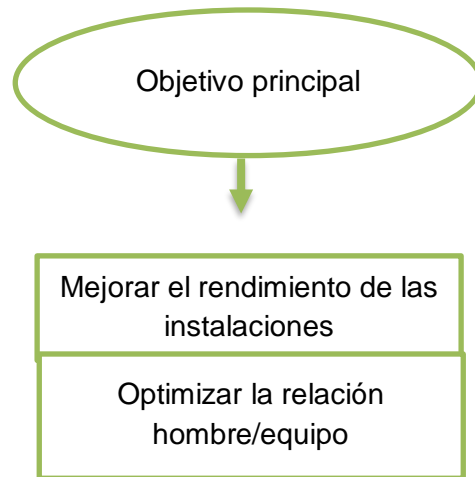 Objetivo principal
Mejorar el rendimiento de las
instalaciones
Optimizar la relación
hombre/equipo